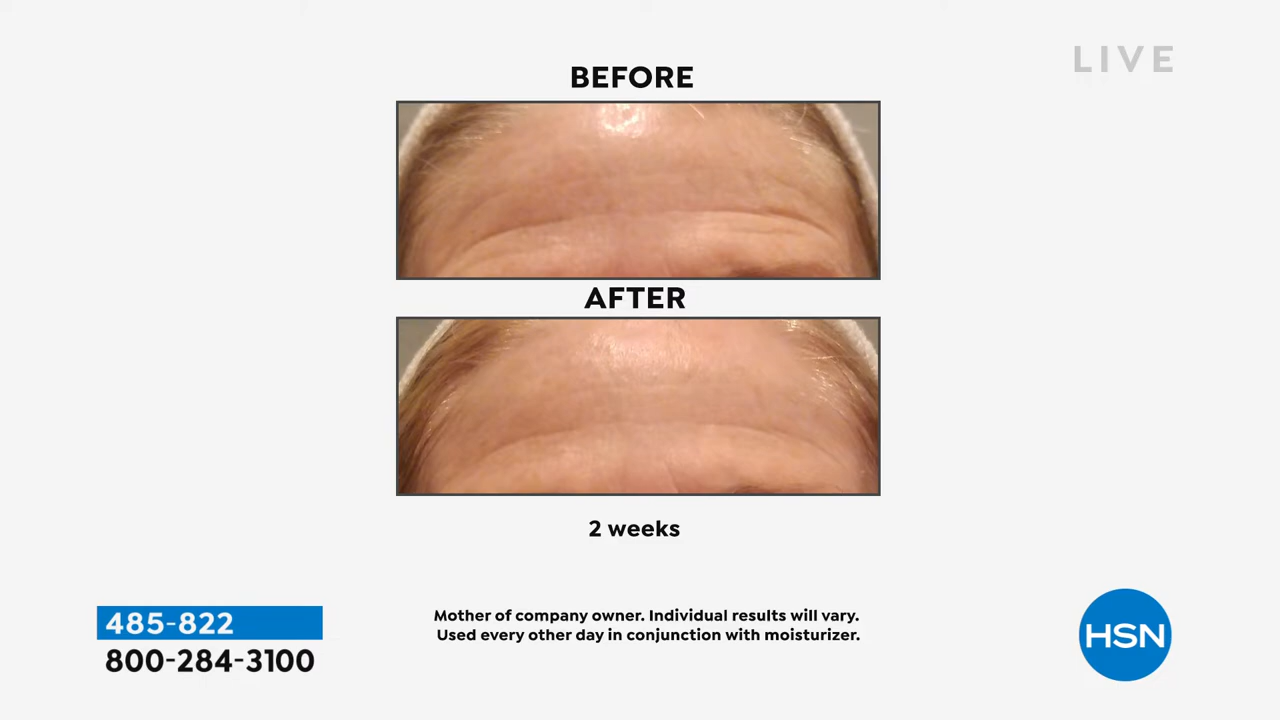 LIVE
BEFORE
AFTER
2 weeks
485-822
800-284-3100
Mother of company owner. Individual results will vary.
Used every other day in conjunction with moisturizer.
HSN